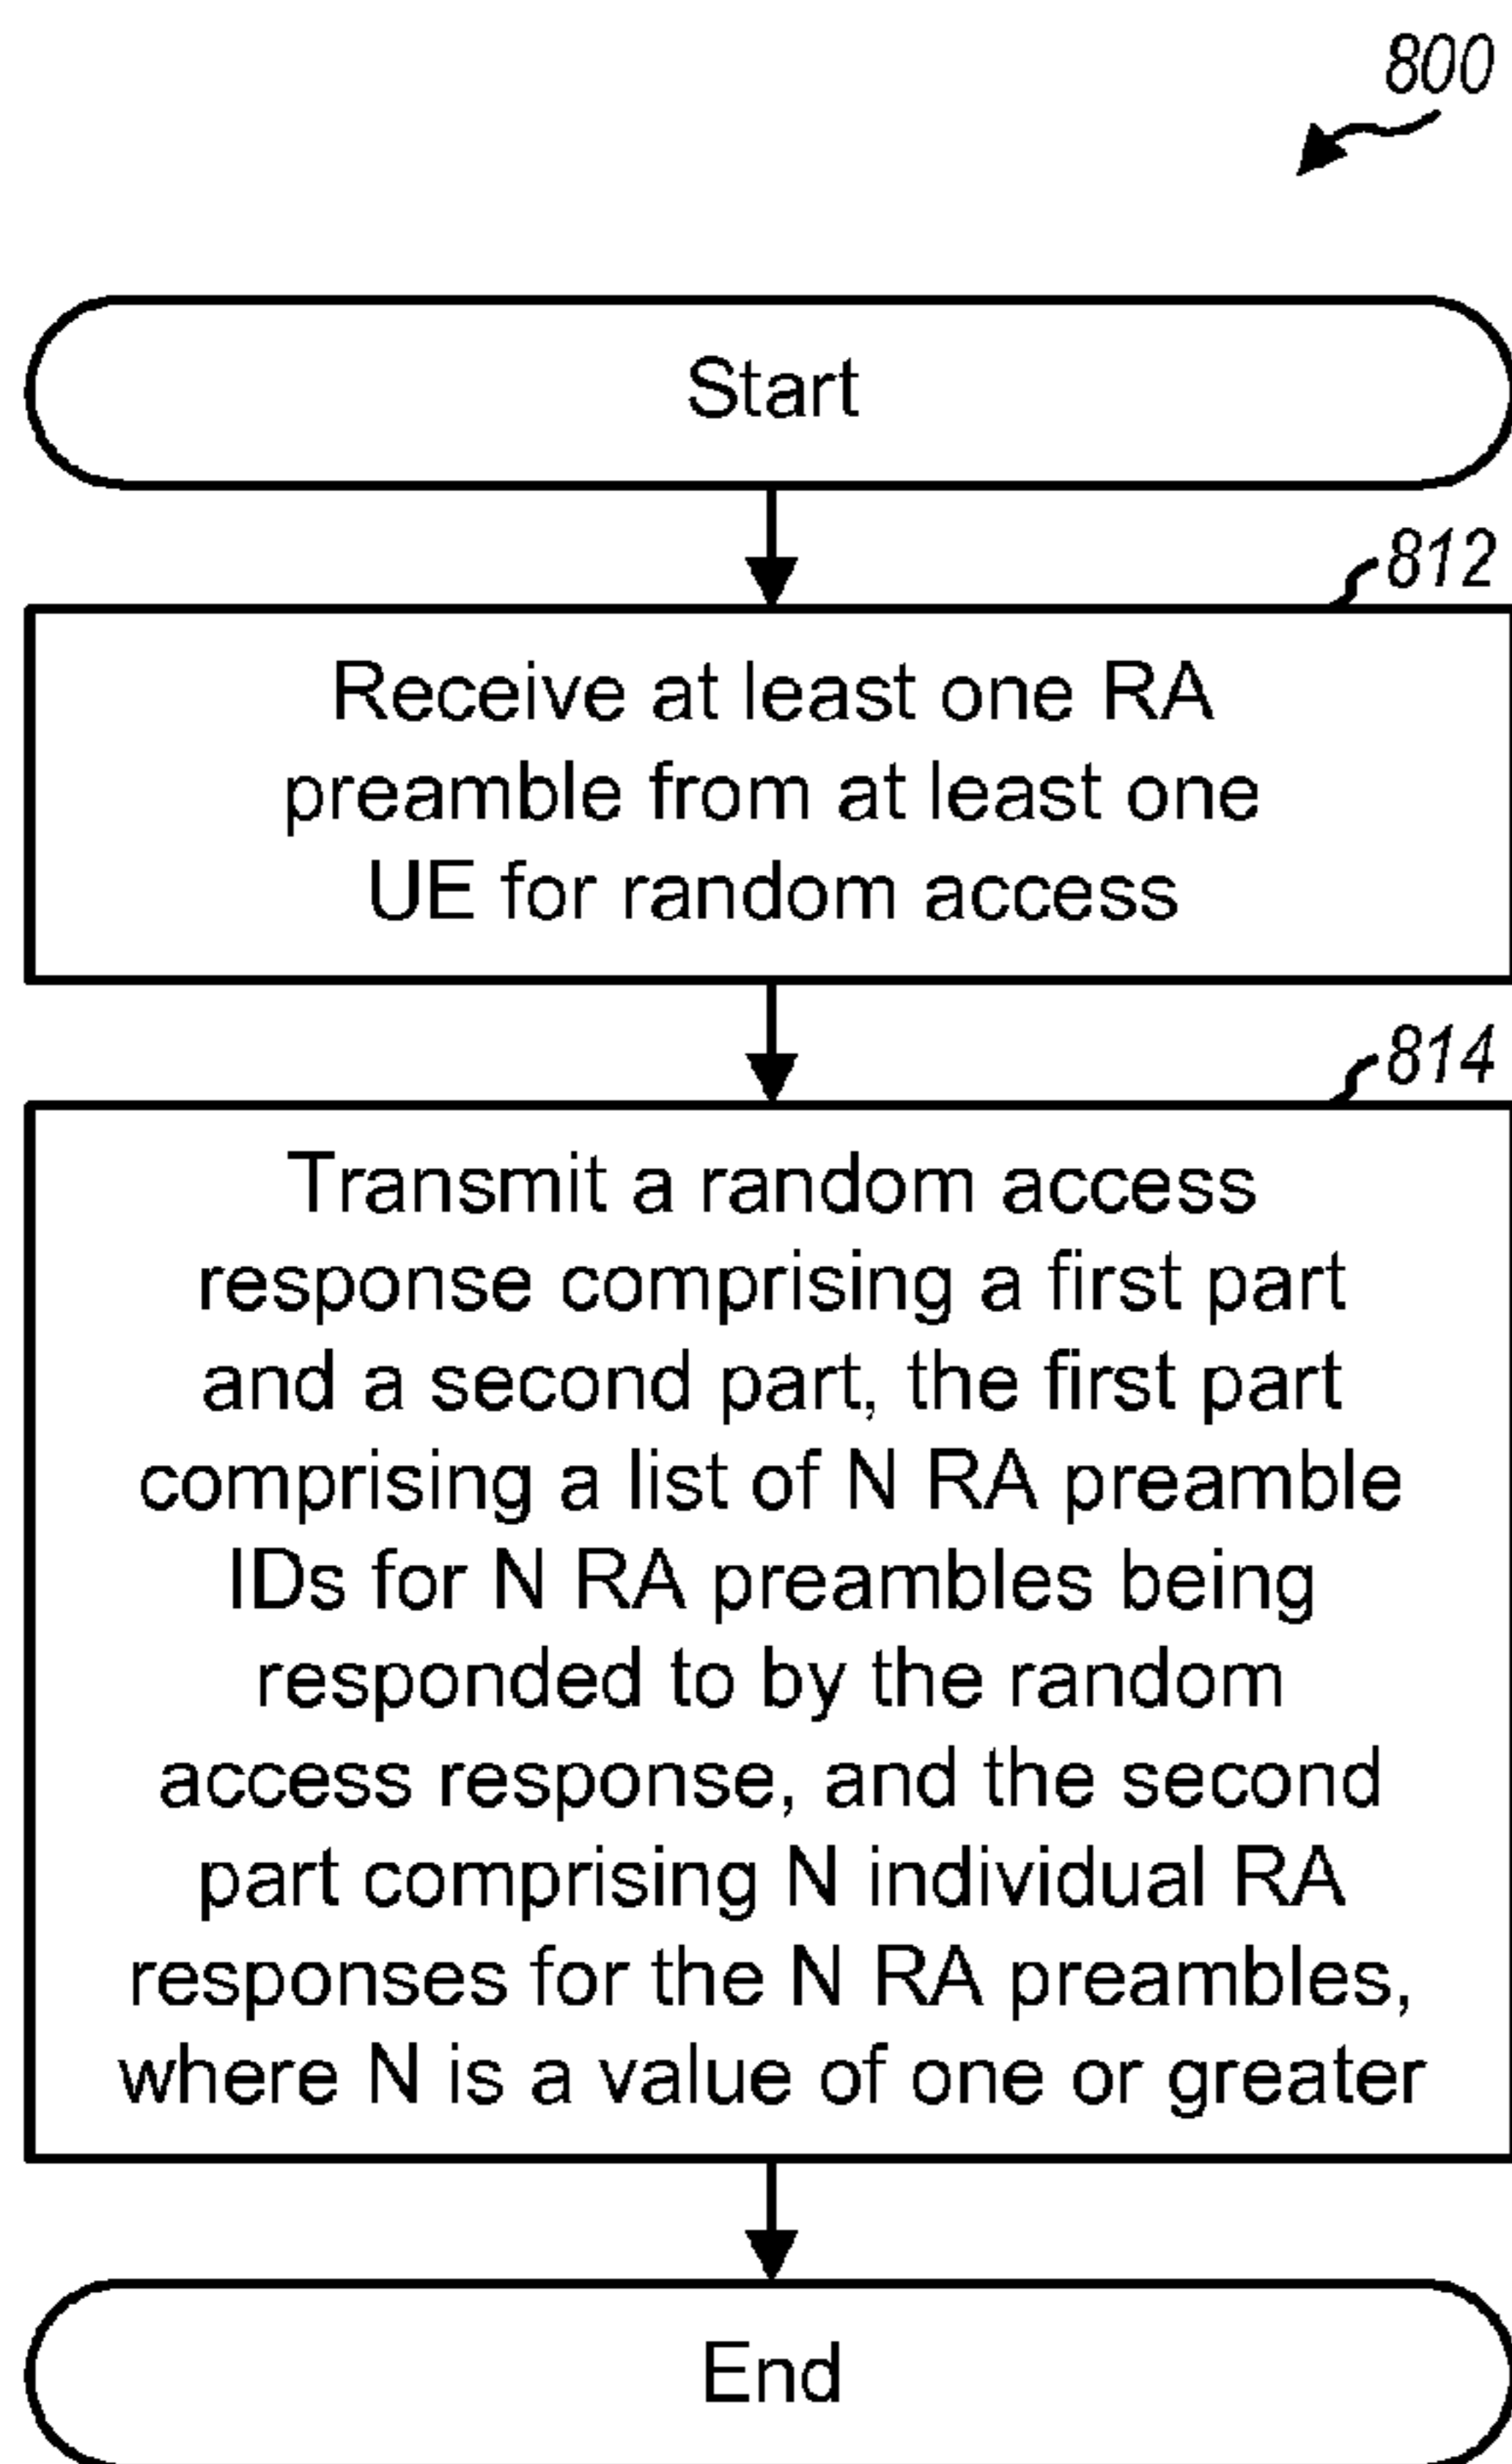 800
Start
812
Receive at least one RA
preamble from at least one
UE for random access
814
Transmit a random access
response comprising a first part
and a second part, the first part
comprising a list of N RA preamble
IDs for N RA preambles being
responded to by the random
access response, and the second
part comprising N individual RA
responses for the N RA preambles,
where N is a value of one or greater
End